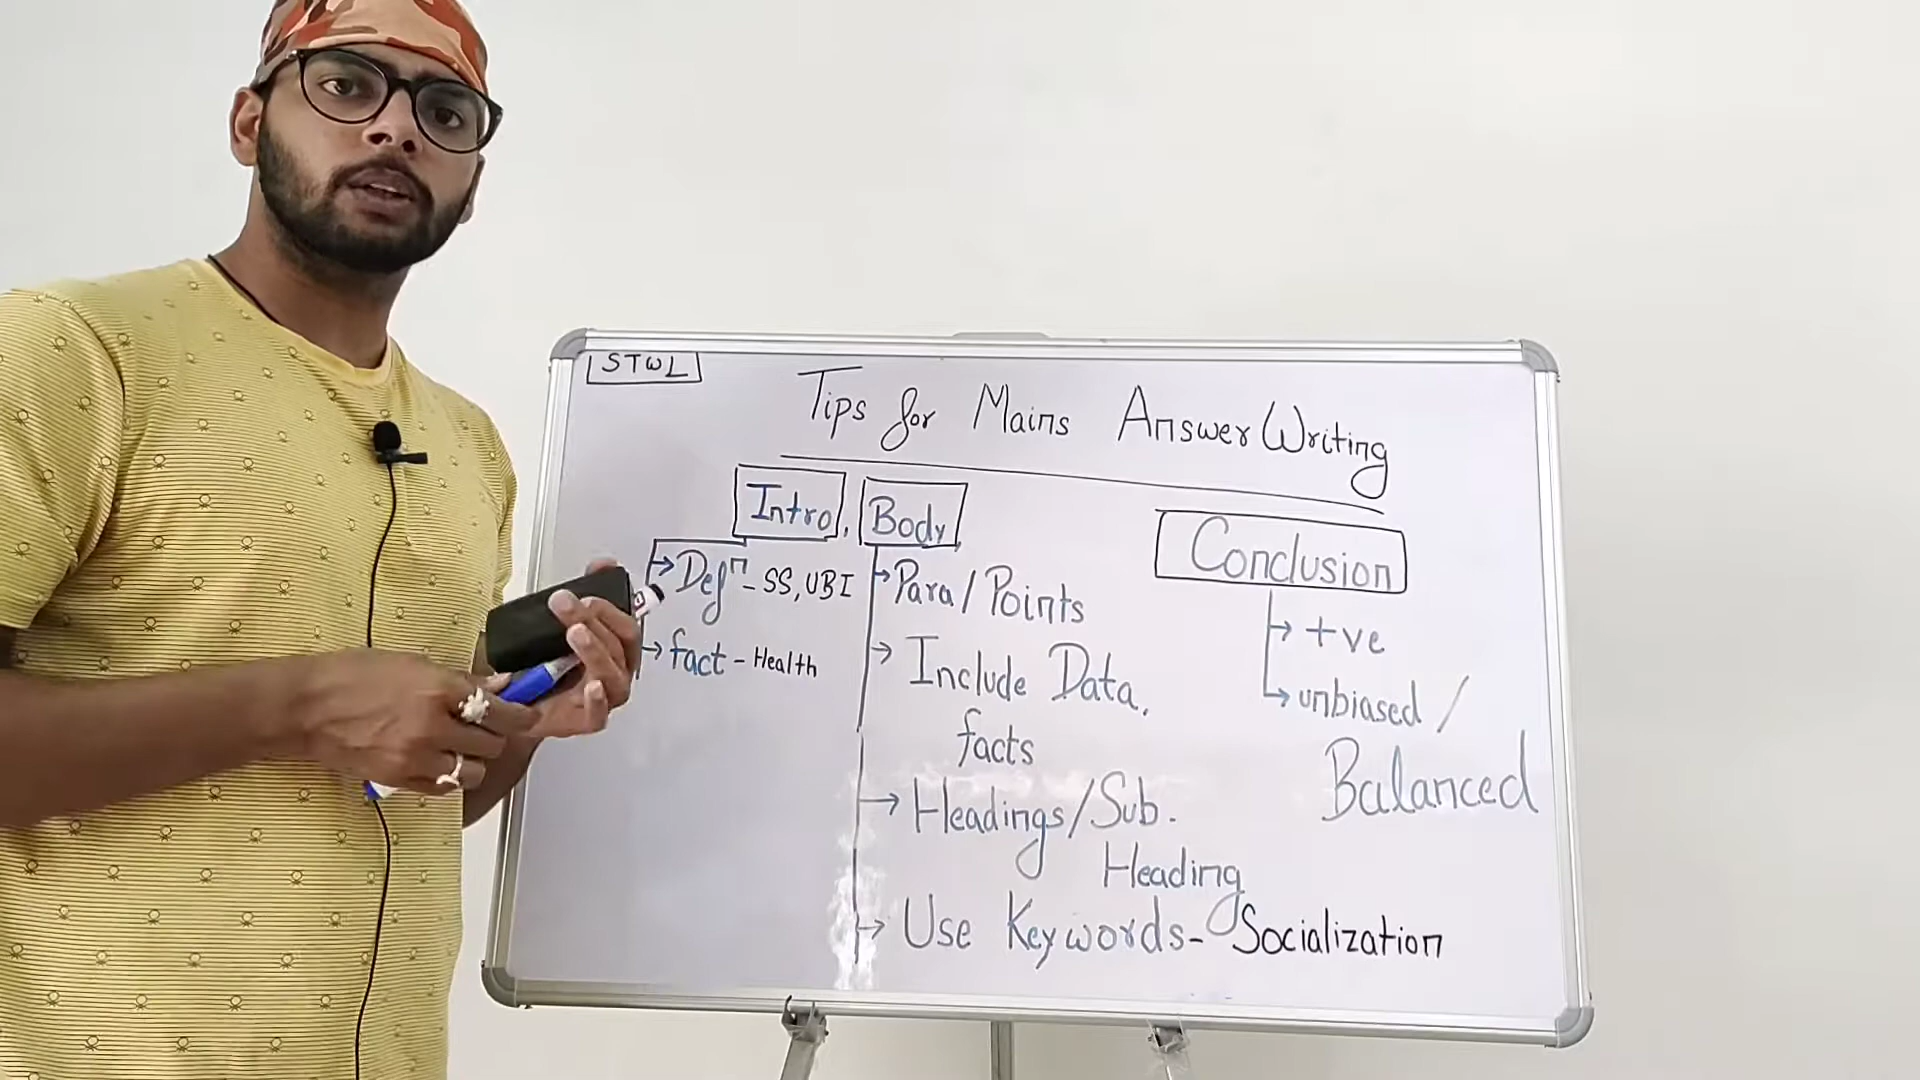 STWL
Tips for Mains Answer Writing
Intro, Body,
Conclusion
→ Defⁿ - SS, UBI
→ fact - Health
→ Para / Points
→ Include Data,
facts
→ Headings / Sub.
Heading
→ Use Keywords - Socialization
→ +ve
→ unbiased /
Balanced